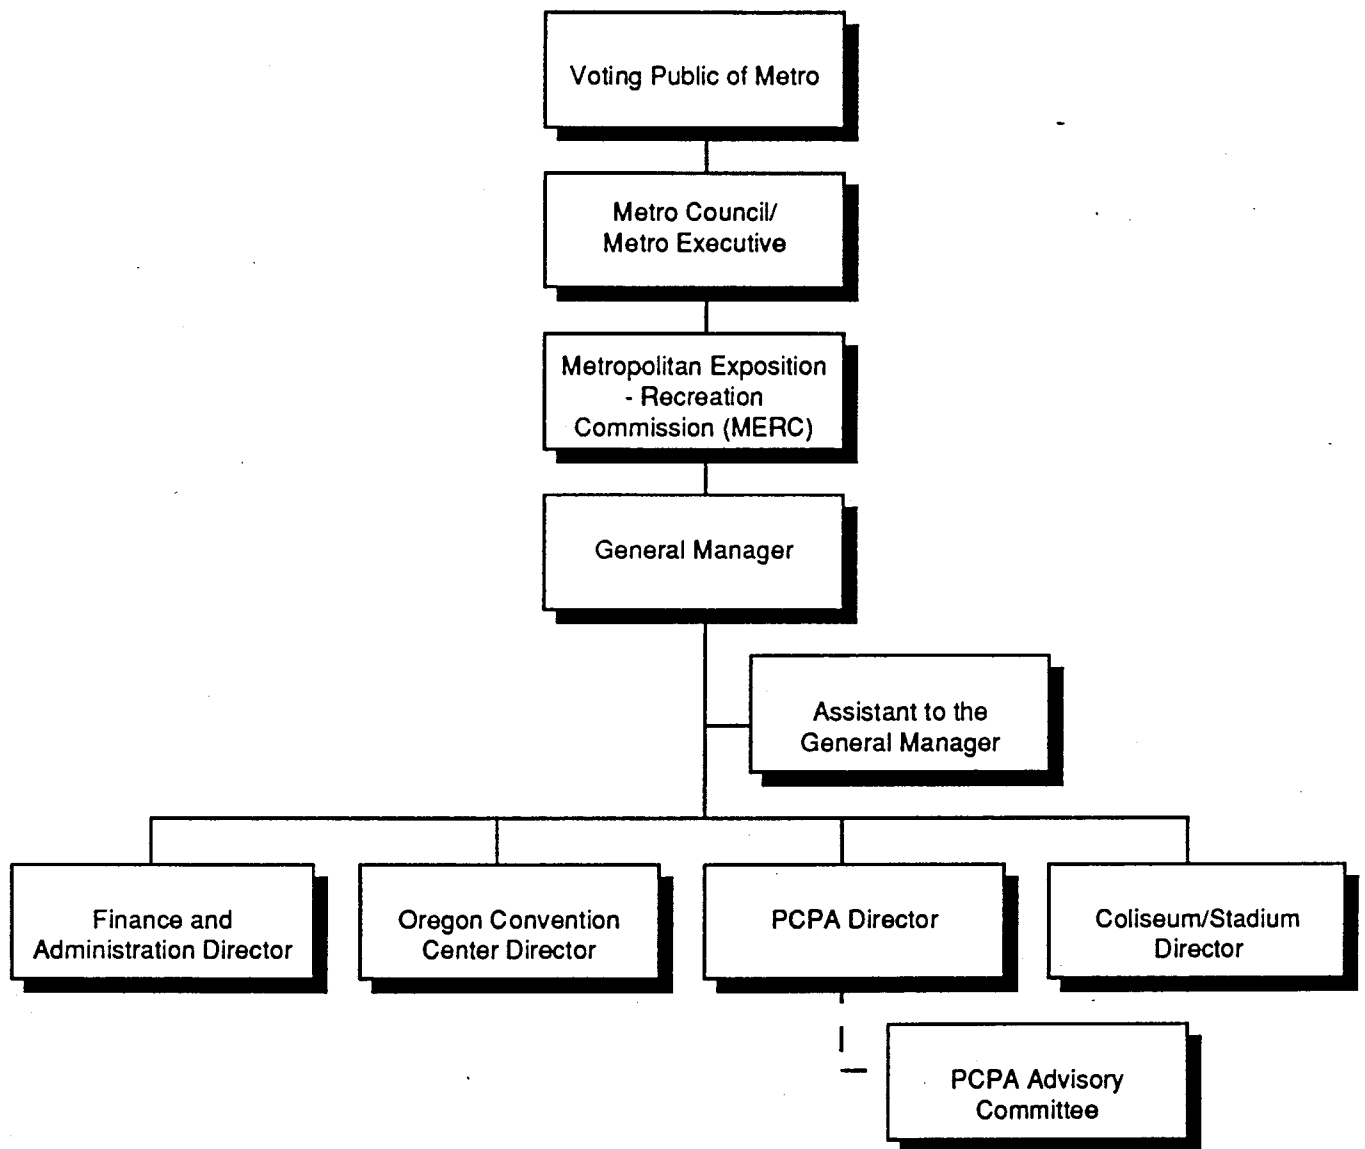 Voting Public of Metro
Metro Council/
Metro Executive
Metropolitan Exposition
- Recreation
Commission (MERC)
General Manager
Assistant to the
General Manager
Finance and
Administration Director
Oregon Convention
Center Director
PCPA Director
Coliseum/Stadium
Director
PCPA Advisory
Committee